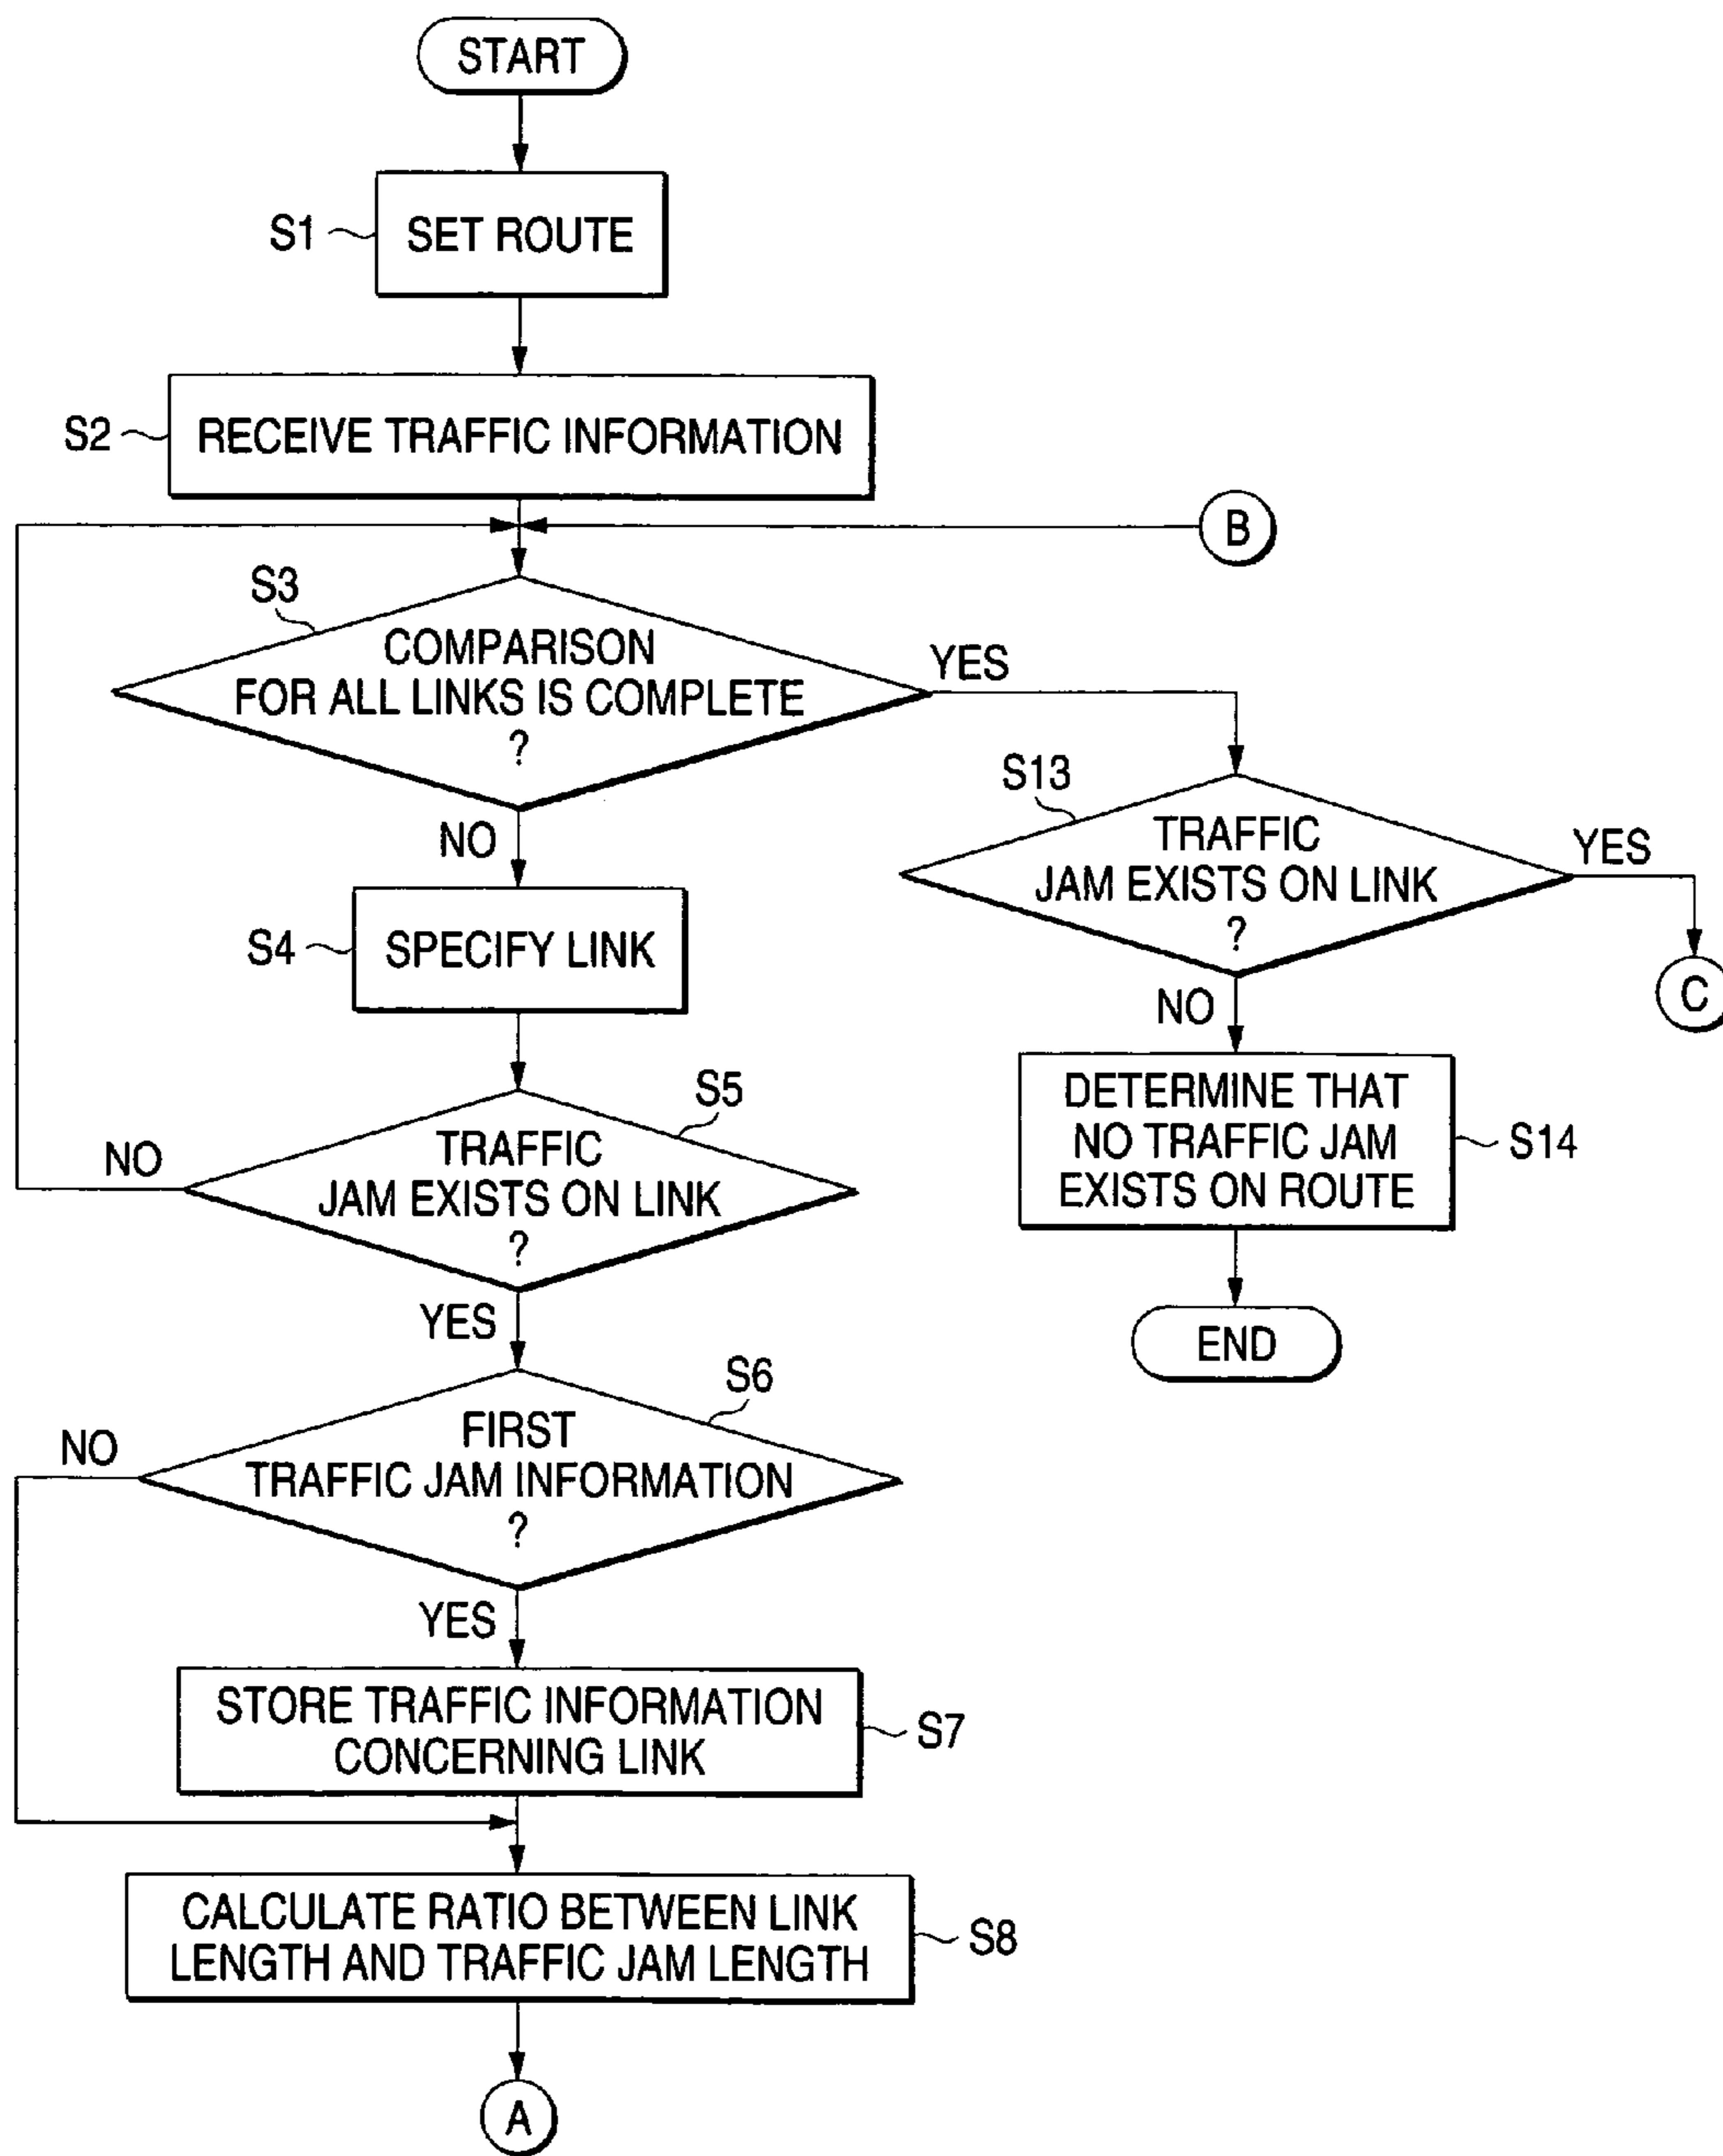 START
S1
SET ROUTE
S2
RECEIVE TRAFFIC INFORMATION
B
S3
COMPARISON
FOR ALL LINKS IS COMPLETE
?
YES
NO
S13
TRAFFIC
JAM EXISTS ON LINK
?
YES
C
NO
S4
SPECIFY LINK
DETERMINE THAT
NO TRAFFIC JAM
EXISTS ON ROUTE
S14
END
S5
TRAFFIC
JAM EXISTS ON LINK
?
NO
YES
S6
FIRST
TRAFFIC JAM INFORMATION
?
NO
YES
STORE TRAFFIC INFORMATION
CONCERNING LINK
S7
CALCULATE RATIO BETWEEN LINK
LENGTH AND TRAFFIC JAM LENGTH
S8
A